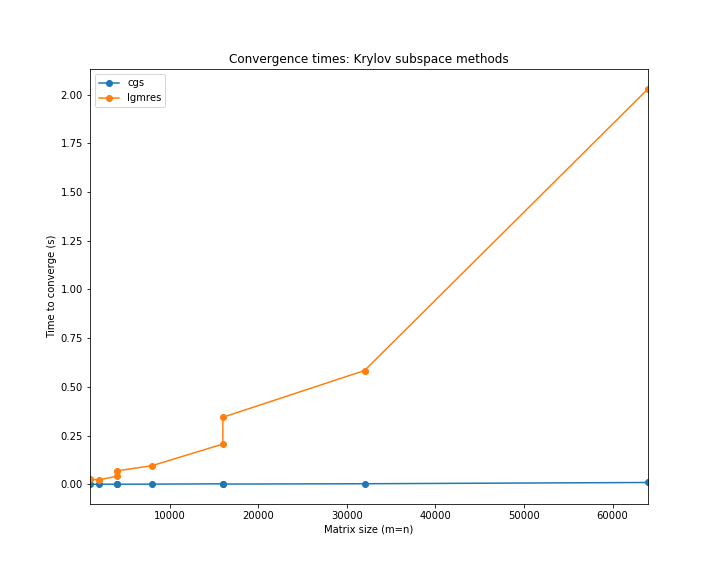 Convergence times: Krylov subspace methods
cgs
lgmres
2.00
1.75
1.50
1.25
1.00
0.75
0.50
0.25
0.00
Time to converge (s)
10000 20000 30000 40000 50000 60000
Matrix size (m=n)